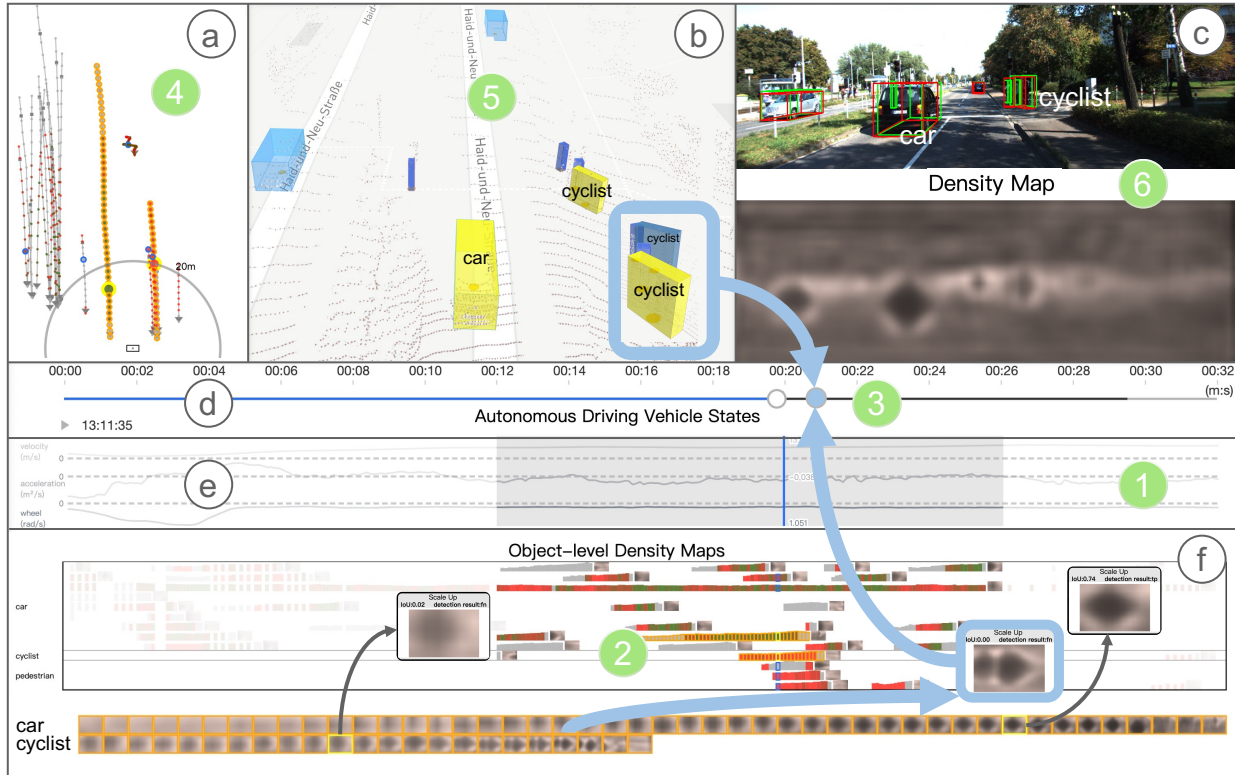 a
4
20m
b
5
Haid-
Haid-und-Neu-
Haid-und-Neu-Straße
Haid-und-Neu-
cyclist
car
cyclist
cyclist
c
cyclist
car
Density Map
6
00:00 00:02 00:04 00:06 00:08 00:10 00:12 00:14 00:16 00:18 00:20 00:22 00:24 00:26 00:28 00:30 00:32
(m:s)
d
3
Autonomous Driving Vehicle States
13:11:35
velocity
(m/s)
0
0
acceleration
(m²/s)
0
wheel
(rad/s)
e
-0.038
1.051
1
Object-level Density Maps
f
car
cyclist
pedestrian
Scale Up
IoU:0.02 detection result:fn
2
Scale Up
IoU:0.00 detection result:fn
Scale Up
IoU:0.74 detection result:tp
car
cyclist